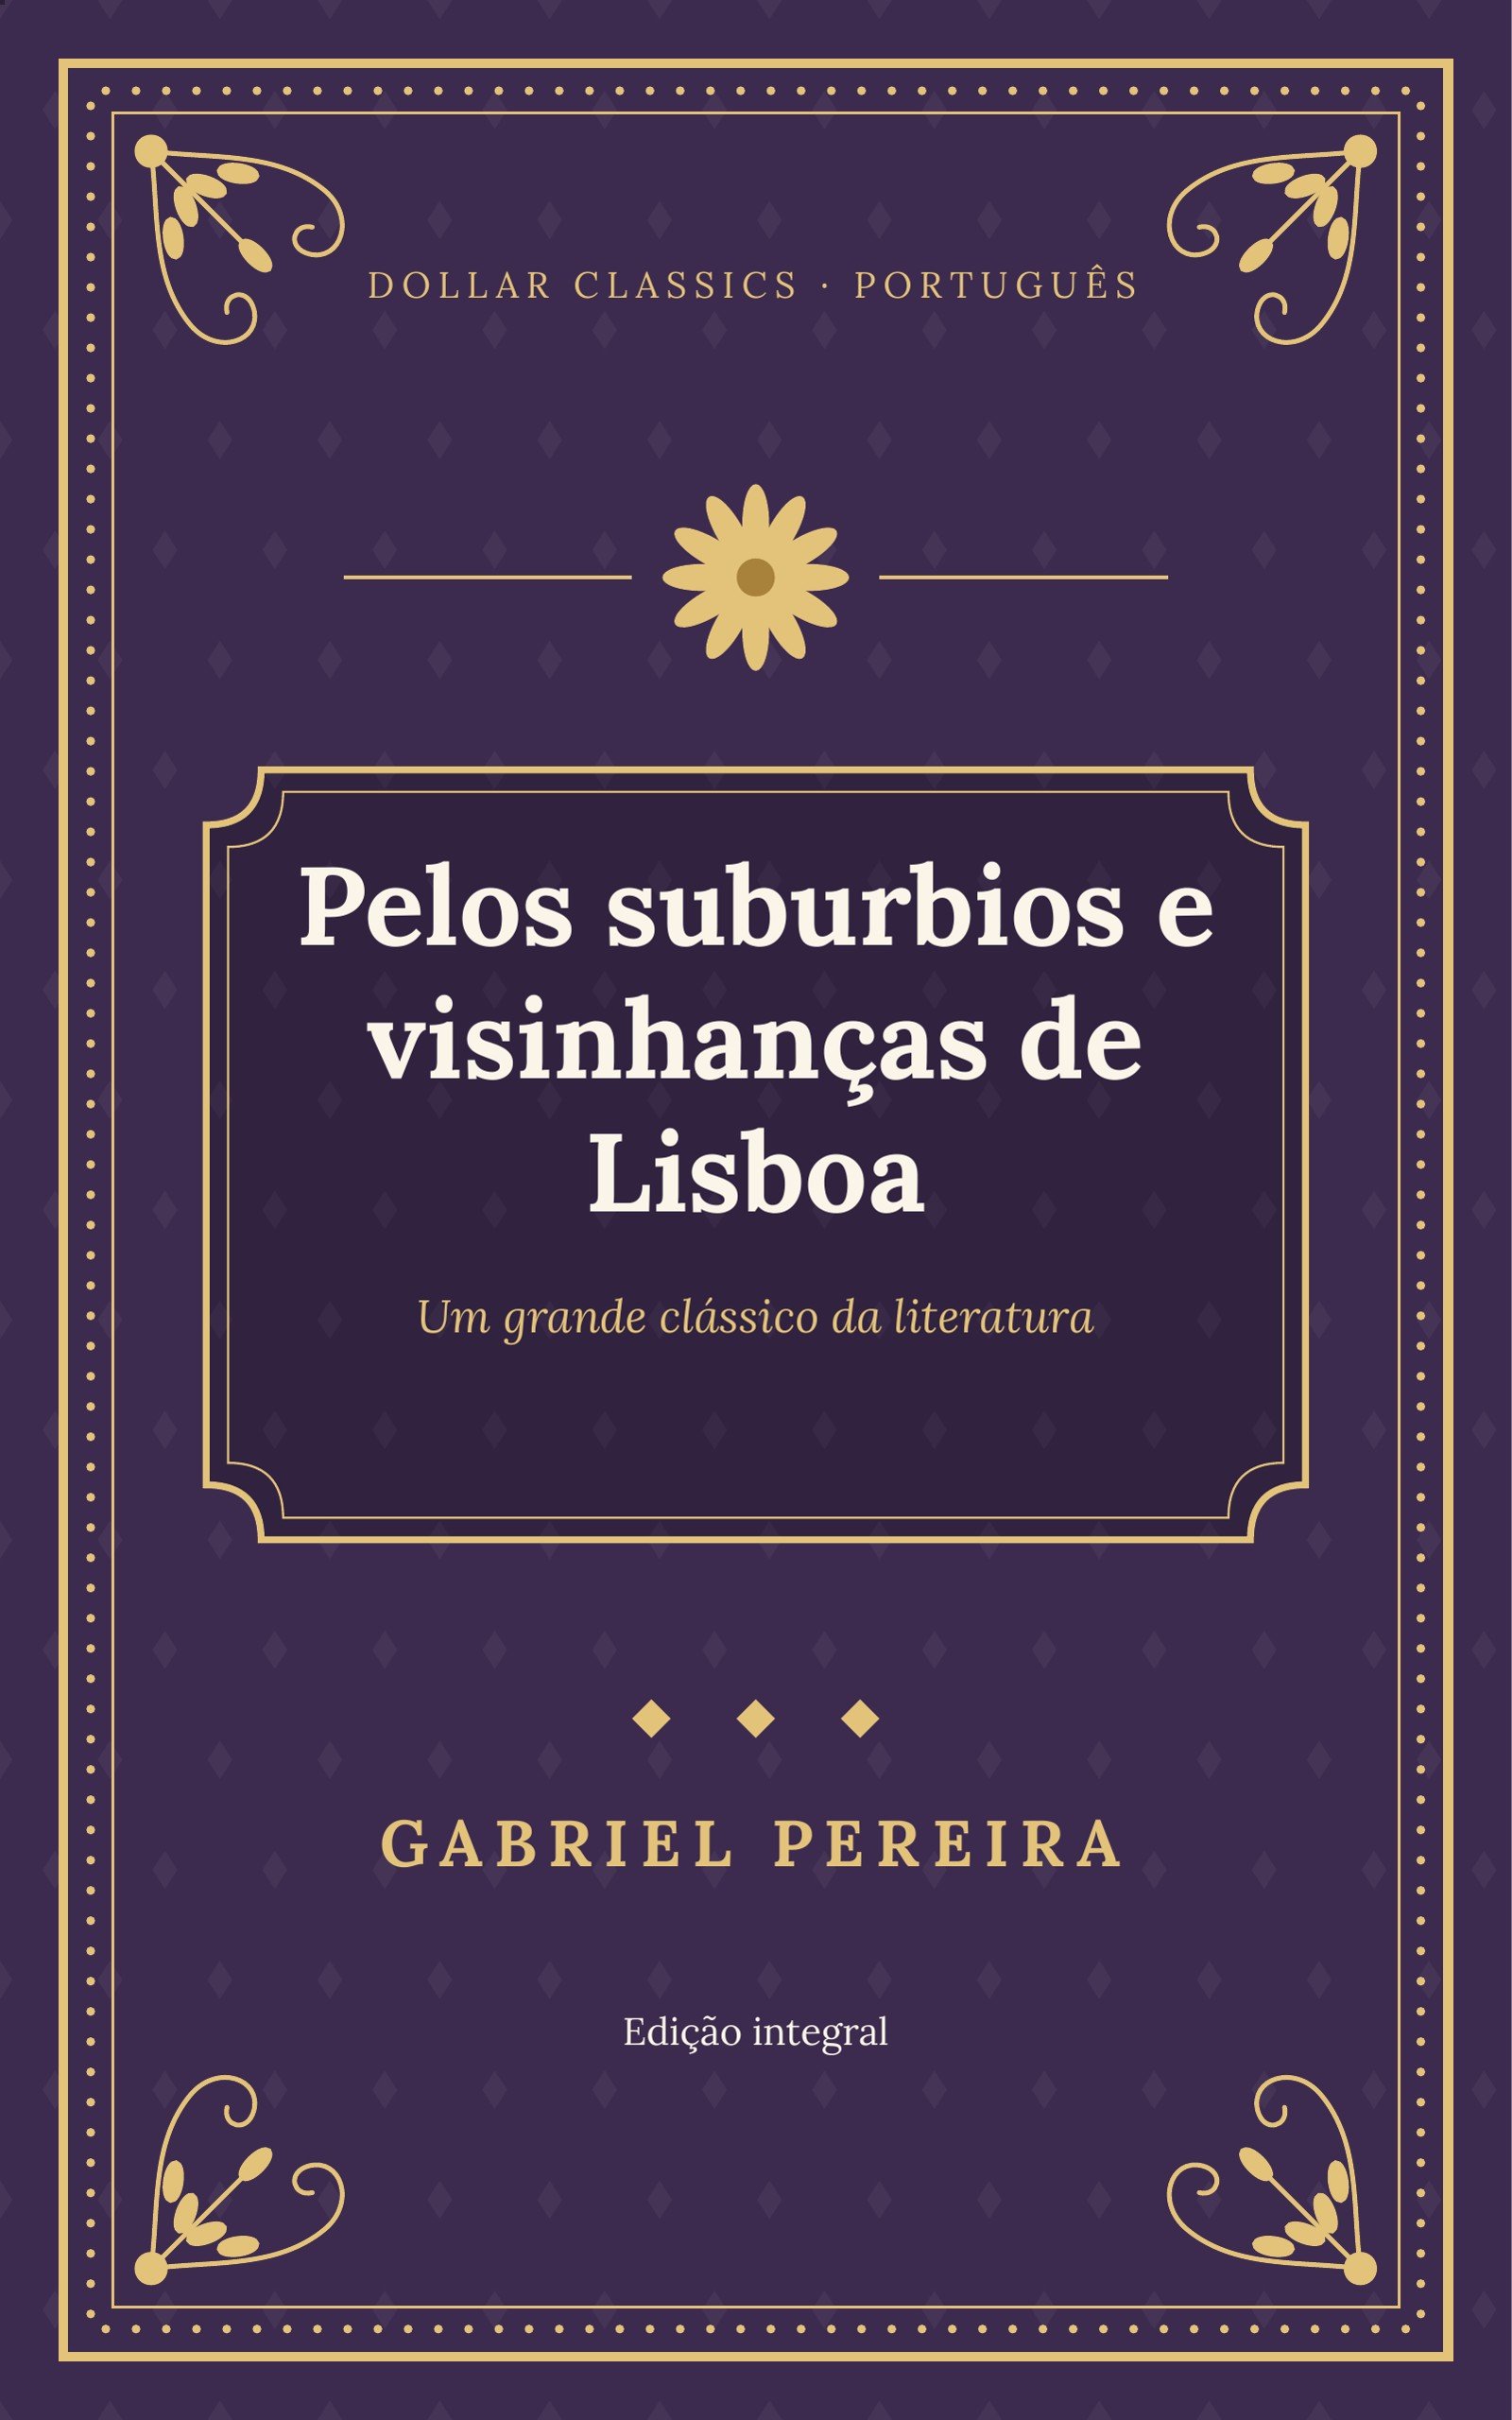 DOLLAR CLASSICS · PORTUGUÊS
Pelos suburbios e
visinhanças de
Lisboa
Um grande clássico da literatura
GABRIEL PEREIRA
Edição integral